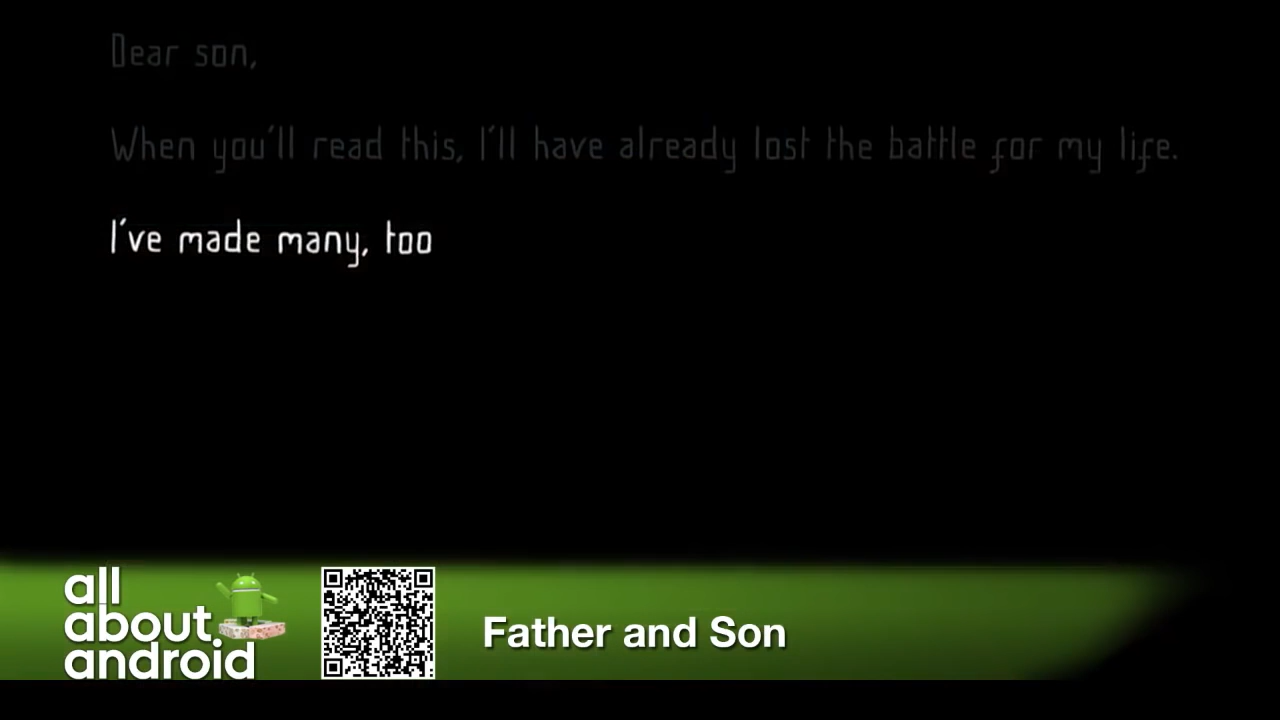 Dear son,
When you'll read this, I'll have already lost the battle for my life.
I've made many, too
all
about
android
Father and Son